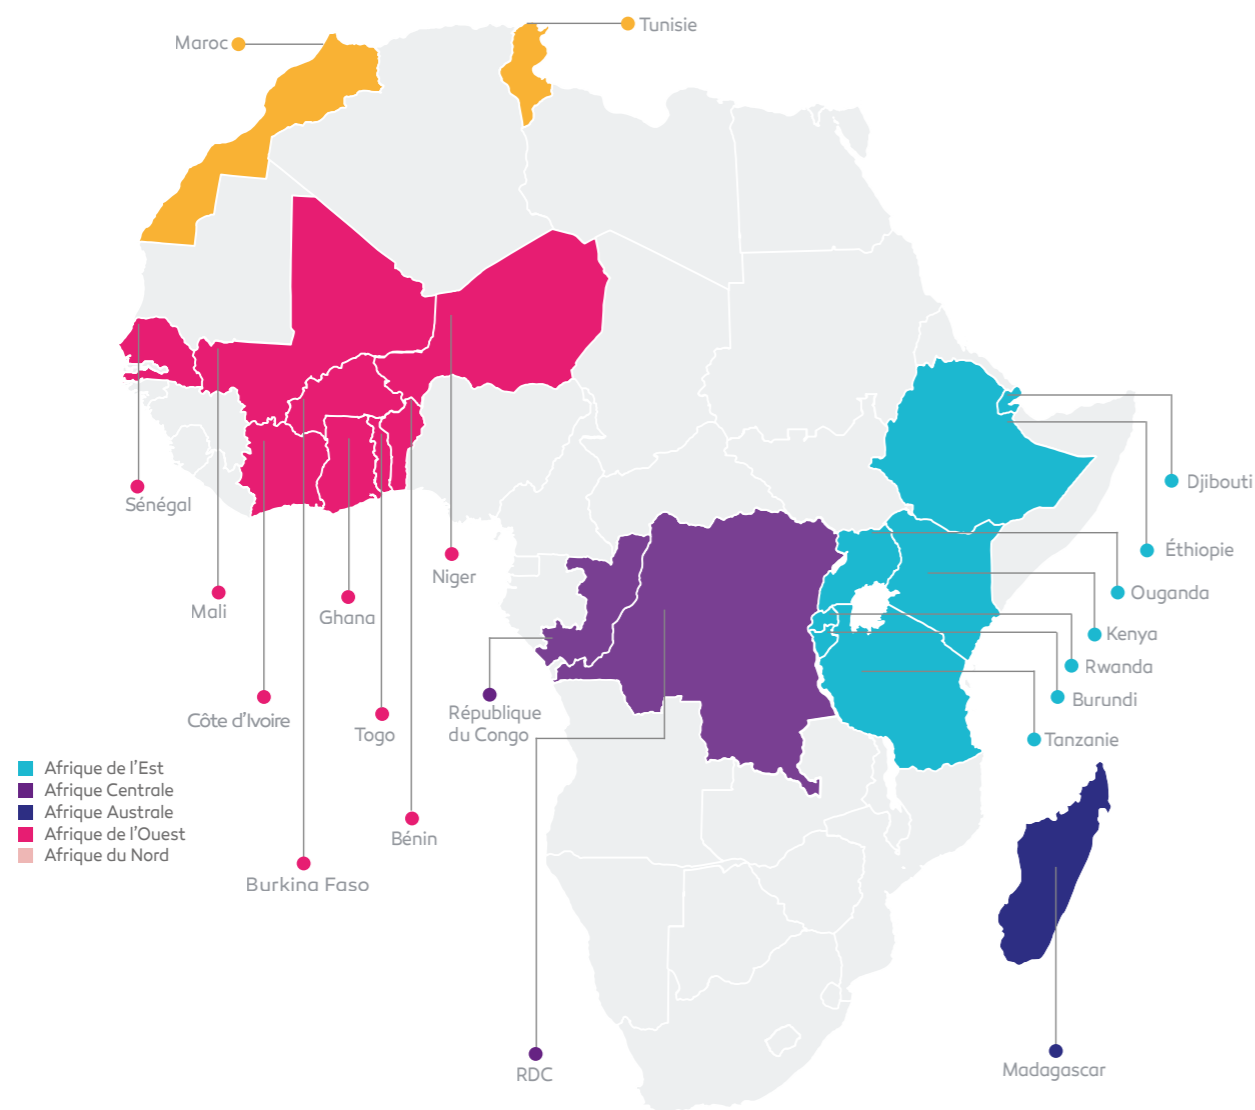 Tunisie
Maroc
Djibouti
Sénégal
Éthiopie
Niger
Ouganda
Mali
Ghana
Kenya
Rwanda
Burundi
République
du Congo
Côte d'Ivoire
Togo
Tanzanie
Afrique de l'Est
Afrique Centrale
Afrique Australe
Afrique de l'Ouest
Afrique du Nord
Bénin
Burkina Faso
RDC
Madagascar